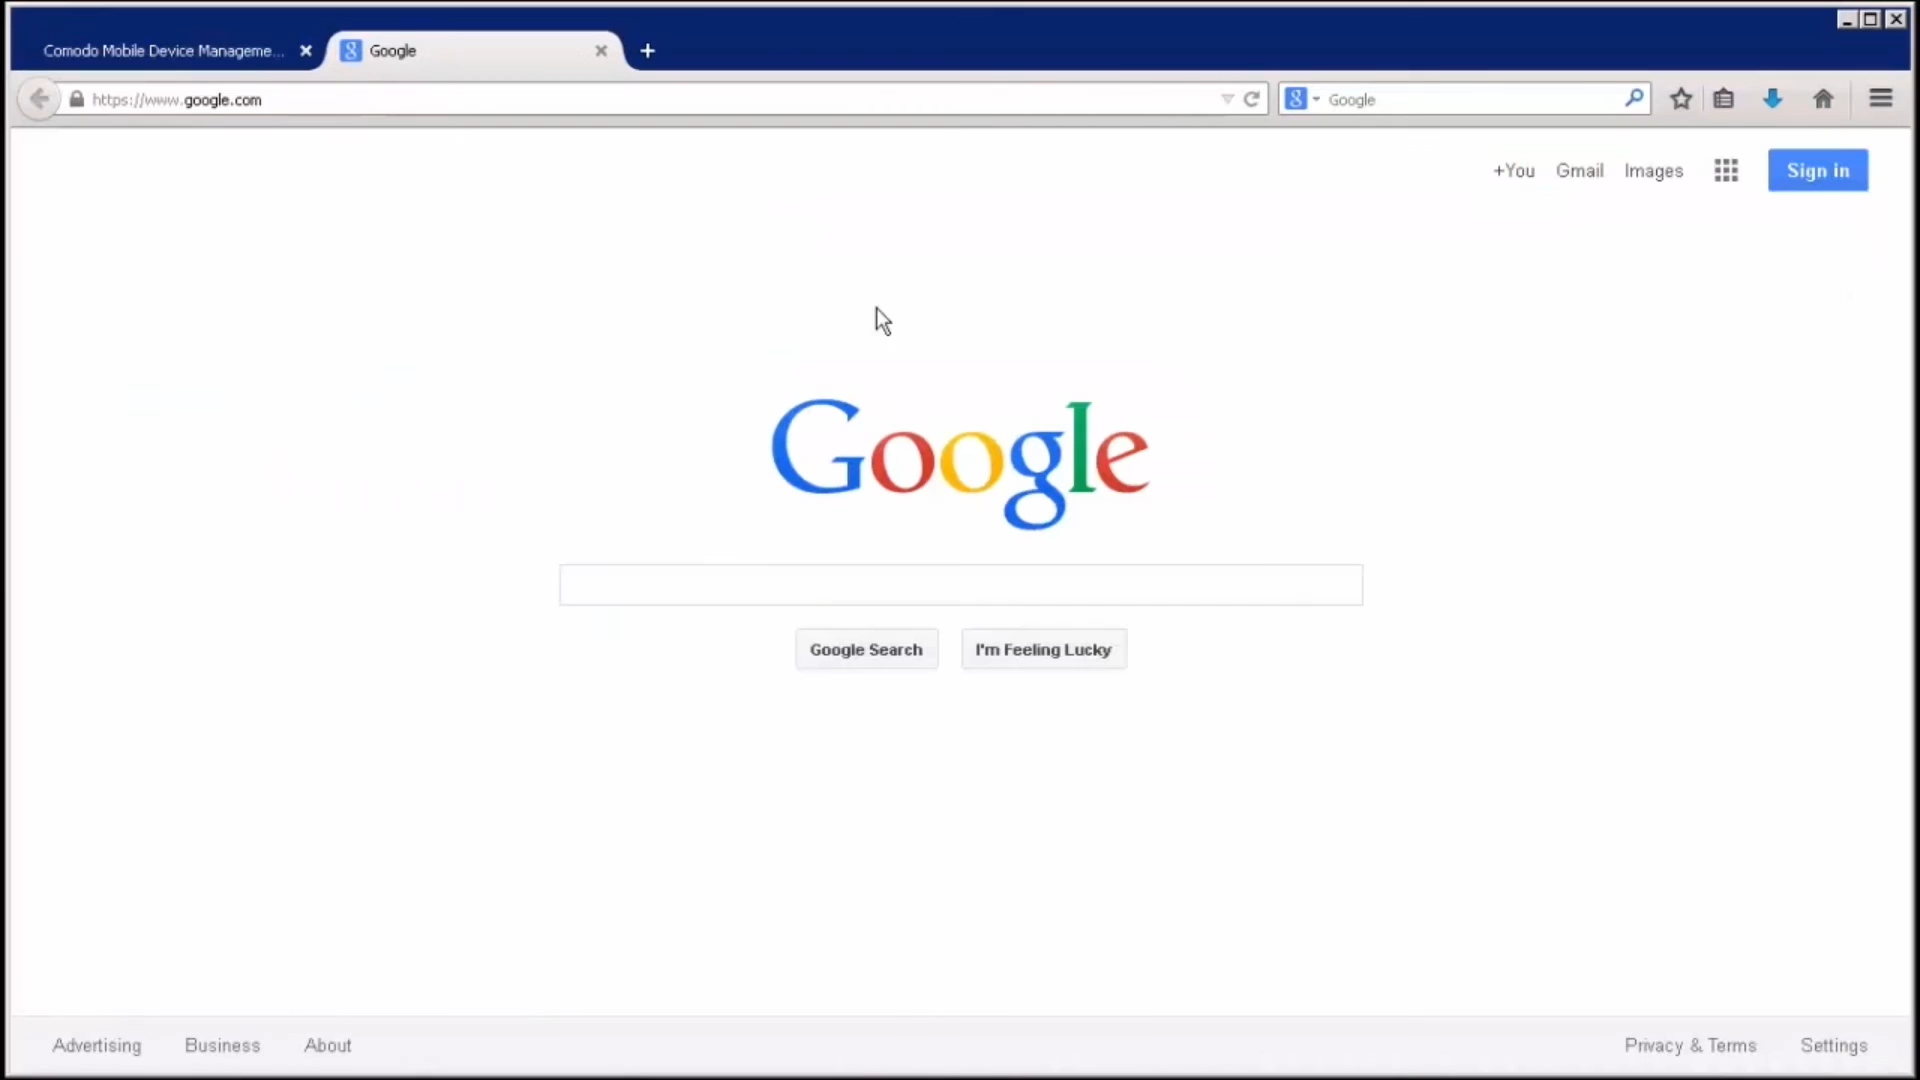 Comodo Mobile Device Manageme...
Google
https://www.google.com
Google
+You Gmail Images Sign in
Google
Google Search I'm Feeling Lucky
Advertising Business About Privacy & Terms Settings